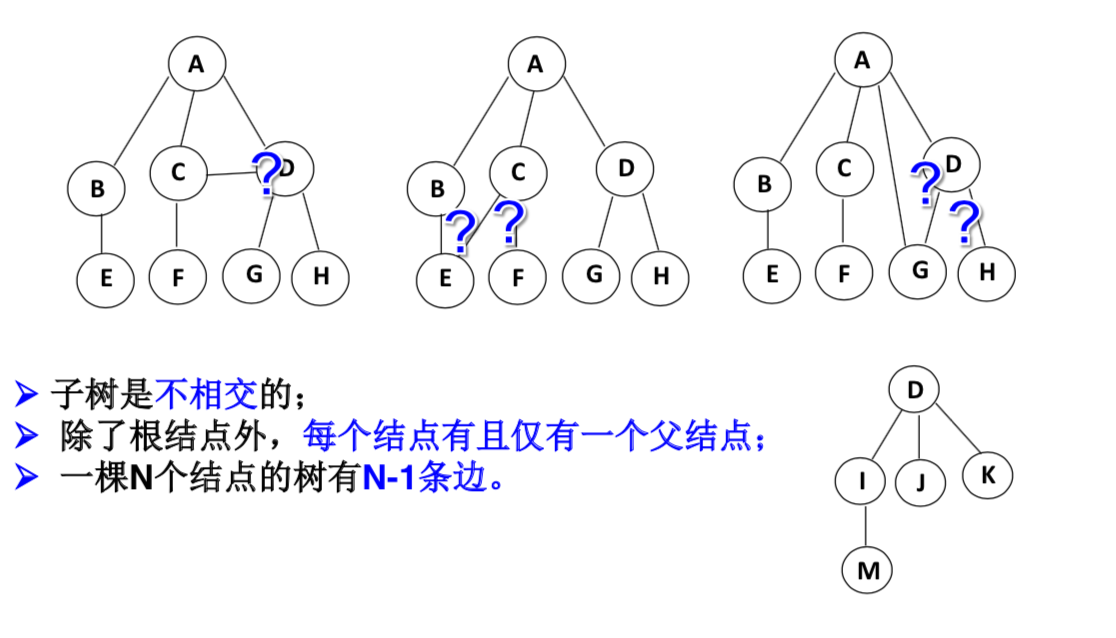 A A A
B C ? D B C D B C ? D
? ? ?
E F G H E F G H E F G H
➢ 子树是不相交的；
➢ 除了根结点外，每个结点有且仅有一个父结点；
➢ 一棵N个结点的树有N-1条边。
D
I J K
M